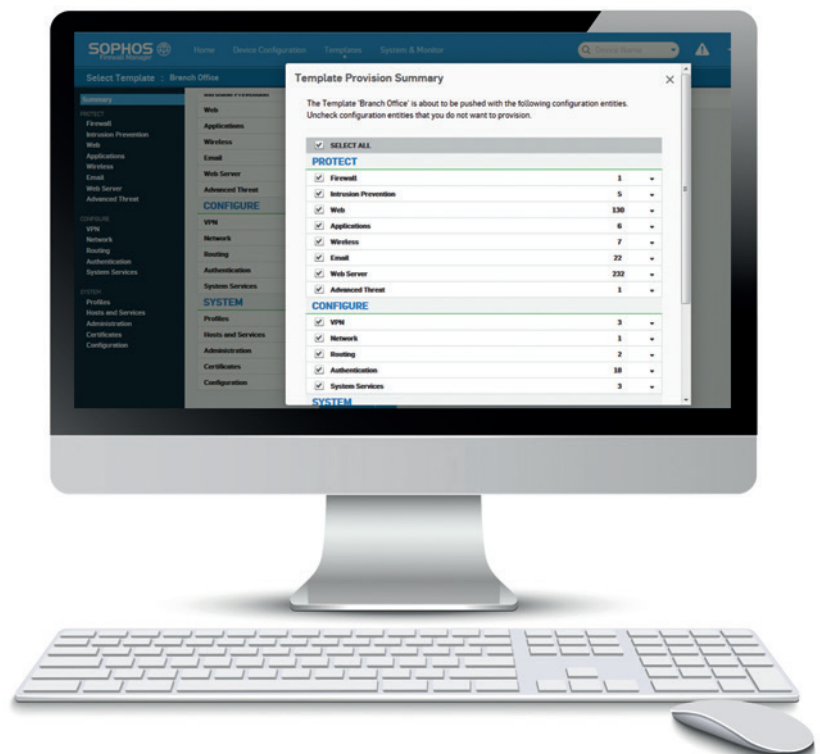 SOPHOS
Firewall Manager
Home Device Configuration Templates System & Monitor
Device Name
Select Template : Branch Office
Summary
PROTECT
Firewall
Intrusion Prevention
Web
Applications
Wireless
Email
Web Server
Advanced Threat
CONFIGURE
VPN
Network
Routing
Authentication
System Services
SYSTEM
Profiles
Hosts and Services
Administration
Certificates
Configuration
Intrusion Prevention
Web
Applications
Wireless
Email
Web Server
Advanced Threat
CONFIGURE
VPN
Network
Routing
Authentication
System Services
SYSTEM
Profiles
Hosts and Services
Administration
Certificates
Configuration
Template Provision Summary
The Template 'Branch Office' is about to be pushed with the following configuration entities.
Uncheck configuration entities that you do not want to provision.
SELECT ALL
PROTECT
Firewall 1
Intrusion Prevention 5
Web 130
Applications 6
Wireless 7
Email 22
Web Server 232
Advanced Threat 1
CONFIGURE
VPN 3
Network 1
Routing 2
Authentication 18
System Services 3
SYSTEM